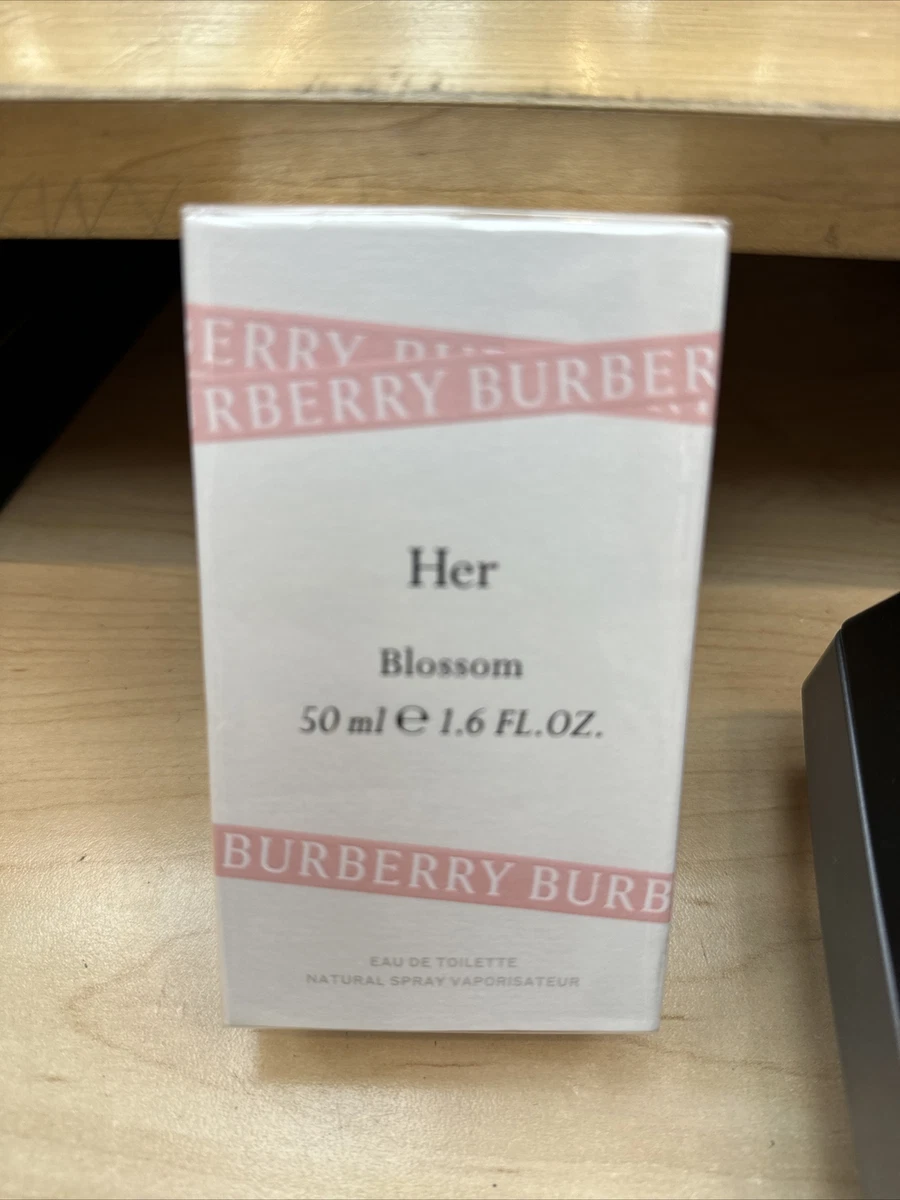 ERRY
RBERRY BURBER
Her
Blossom
50 ml ℮ 1.6 FL.OZ.
BURBERRY BURB
EAU DE TOILETTE
NATURAL SPRAY VAPORISATEUR